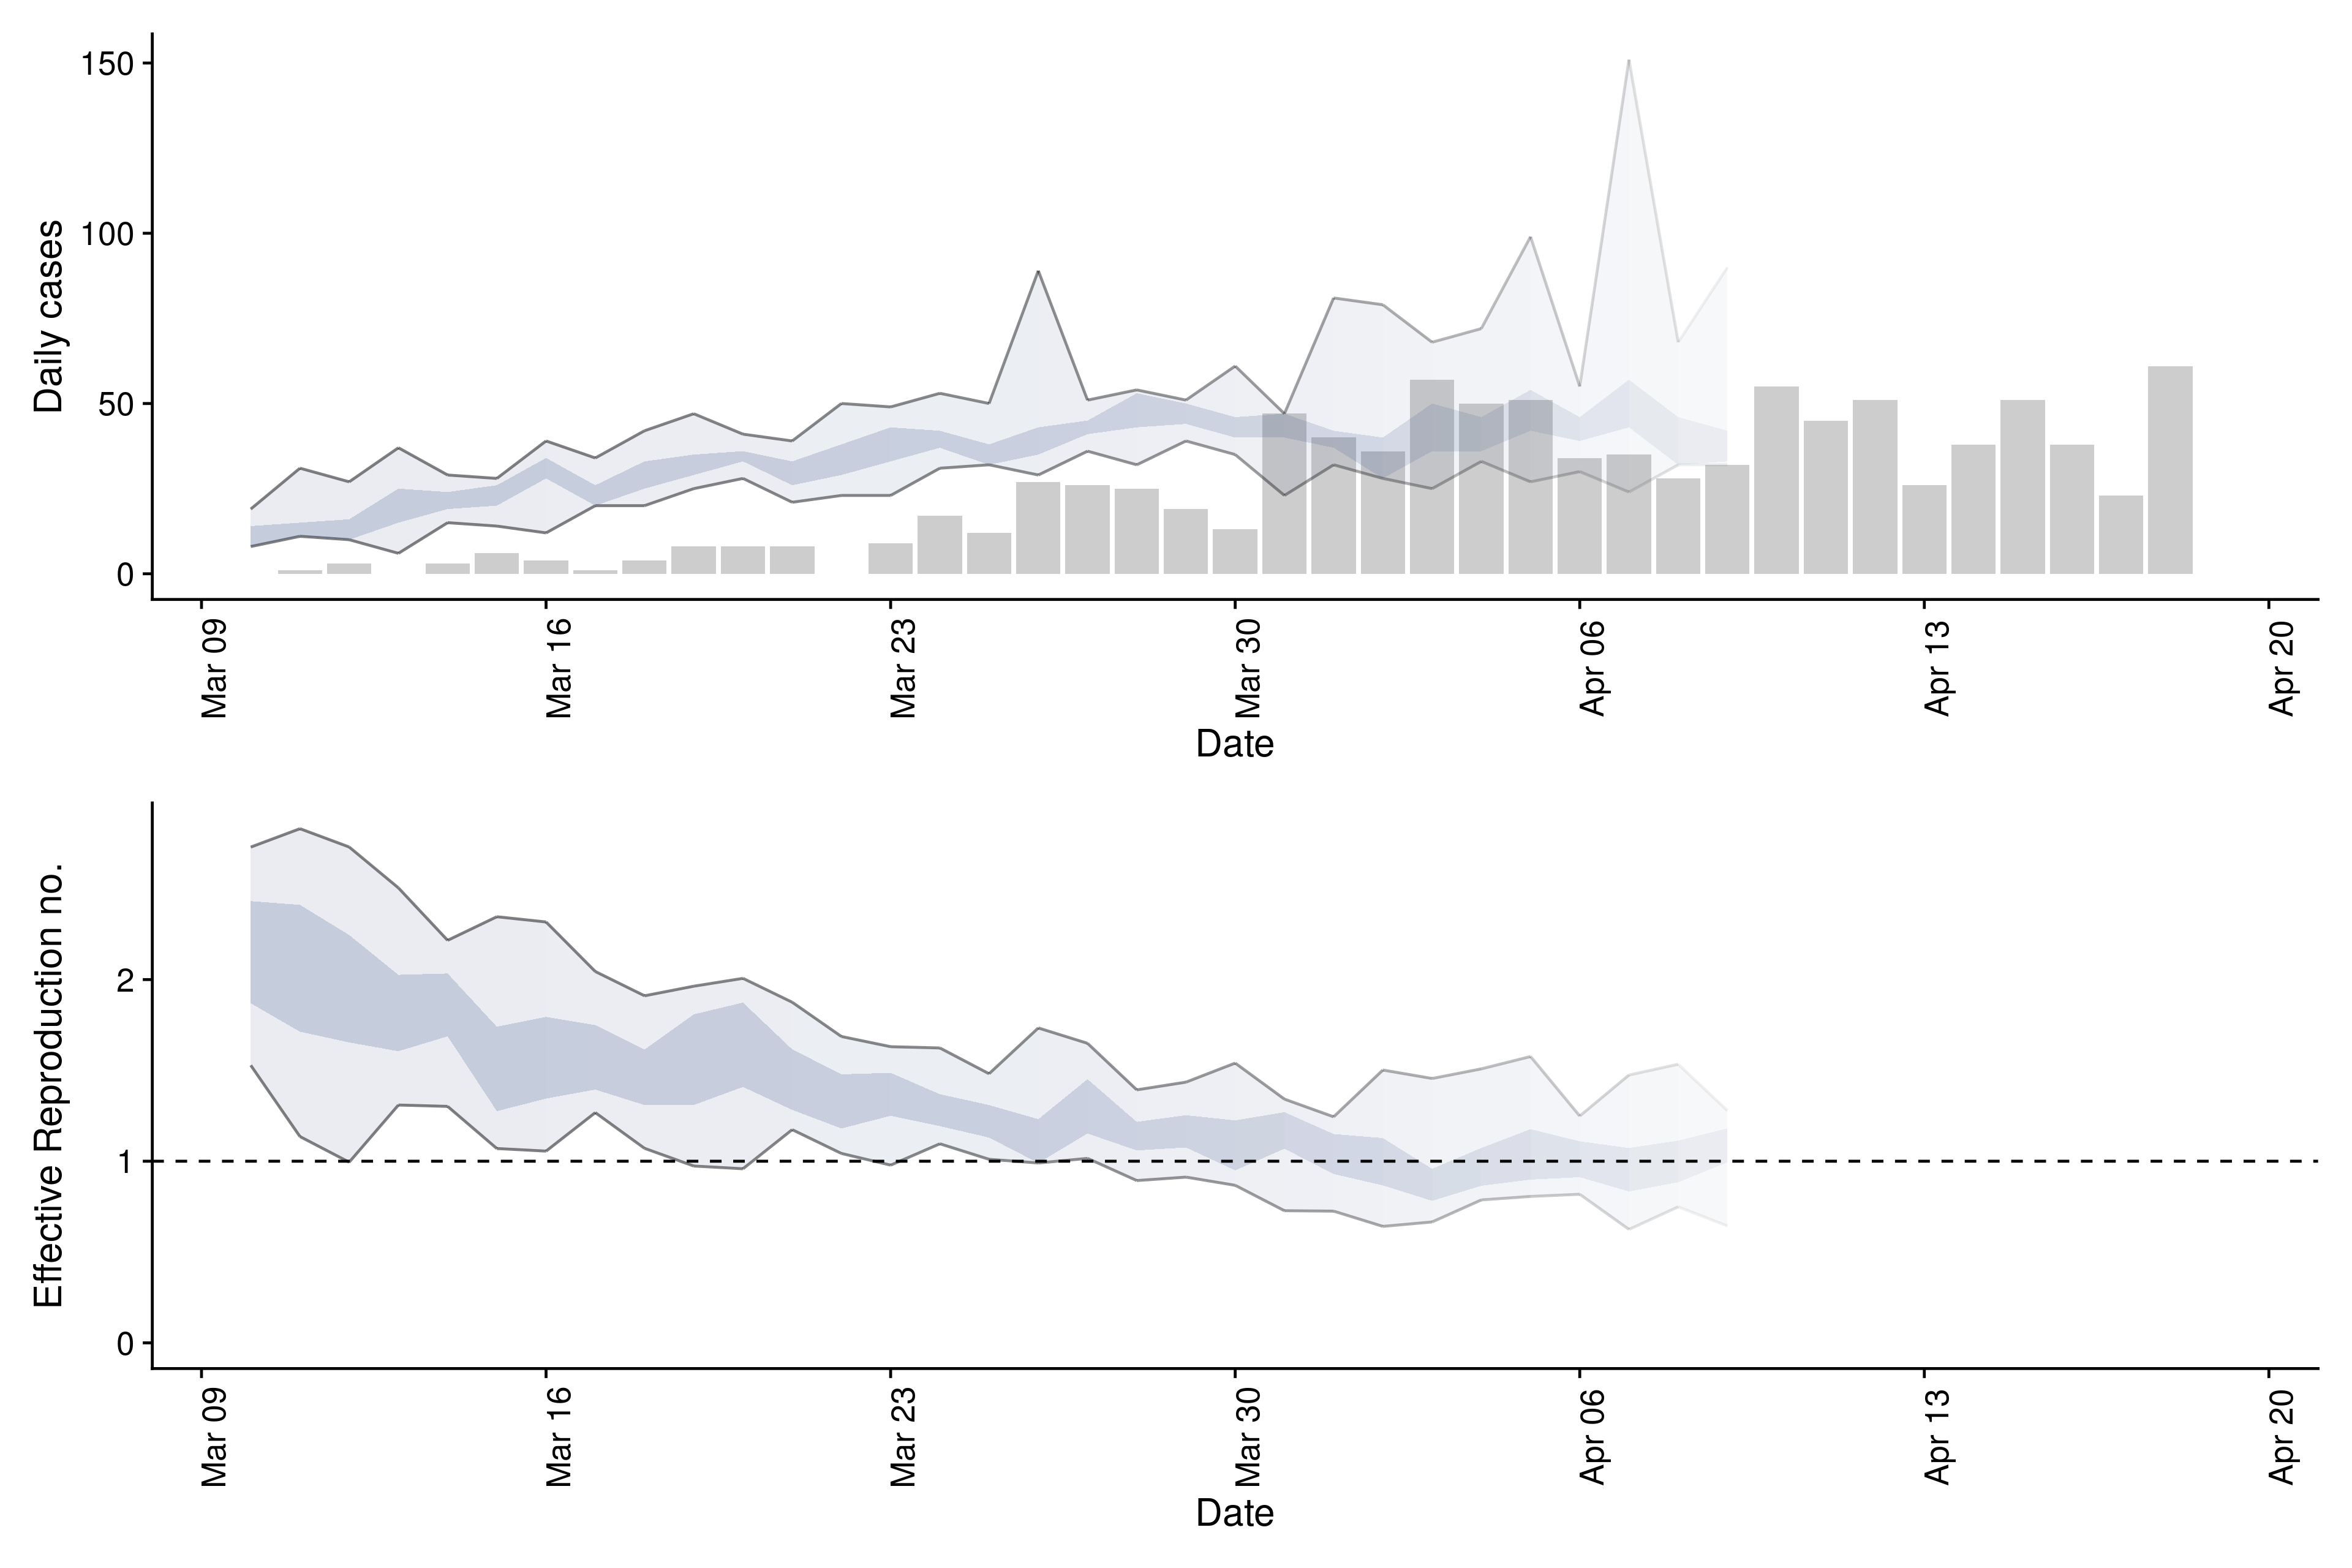 Daily cases
150
100
50
0
Mar 09
Mar 16
Mar 23
Mar 30
Apr 06
Apr 13
Apr 20
Date
Effective Reproduction no.
2
1
0
Mar 09
Mar 16
Mar 23
Mar 30
Apr 06
Apr 13
Apr 20
Date